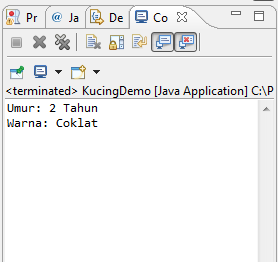 Pr @ Ja De Co
<terminated> KucingDemo [Java Application] C:\P
Umur: 2 Tahun
Warna: Coklat